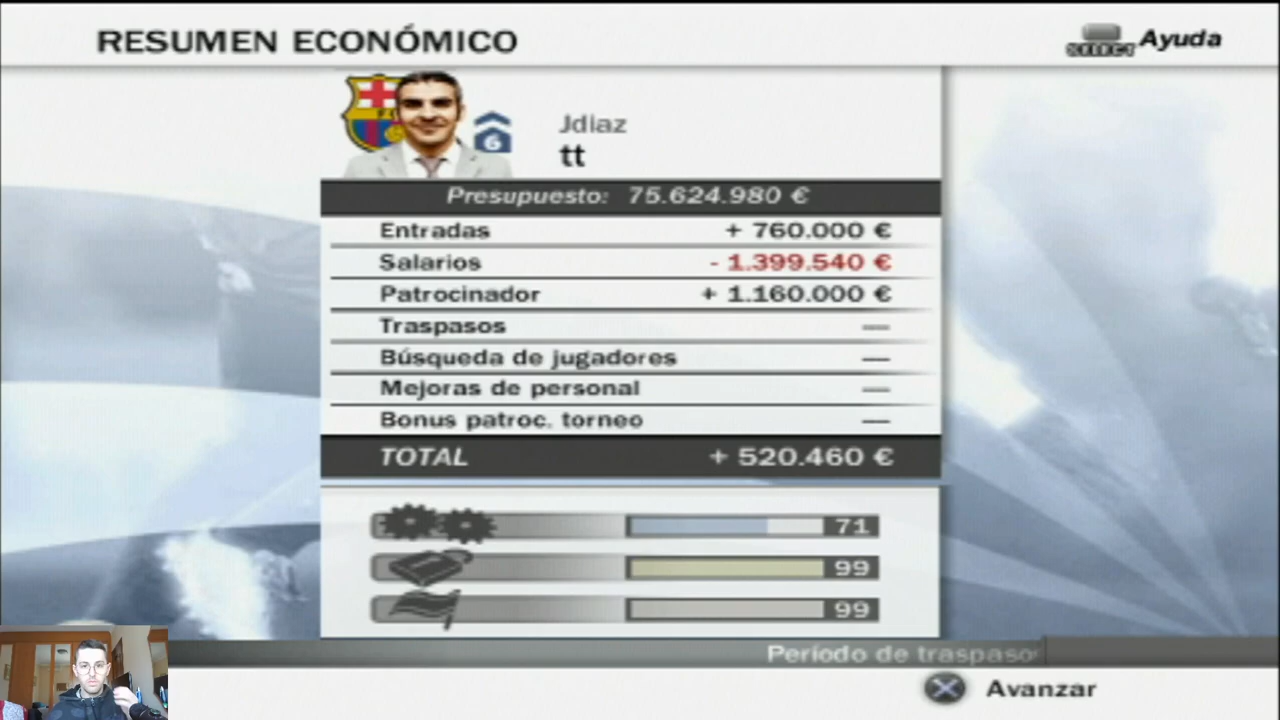 RESUMEN ECONÓMICO
SELECT Ayuda
6
Jdiaz
tt
Presupuesto: 75.624.980 €
Entradas + 760.000 €
Salarios - 1.399.540 €
Patrocinador + 1.160.000 €
Traspasos —
Búsqueda de jugadores —
Mejoras de personal —
Bonus patroc. torneo —
TOTAL + 520.460 €
71
99
99
Período de traspaso
Avanzar